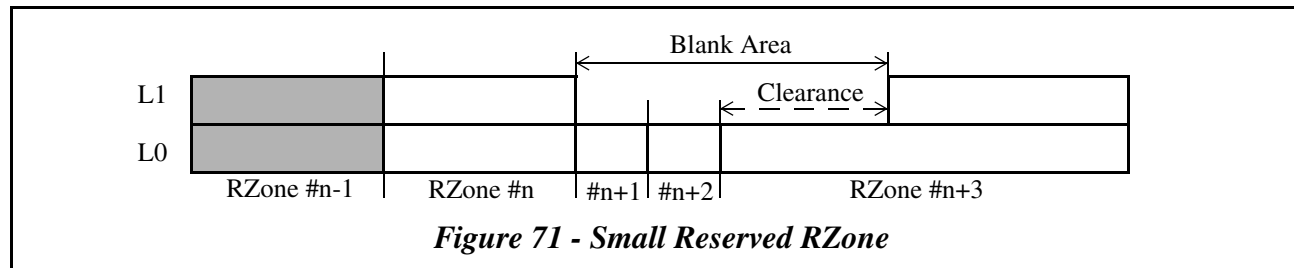 Blank Area
L1
Clearance
L0
RZone #n-1 RZone #n #n+1 #n+2 RZone #n+3
Figure 71 - Small Reserved RZone